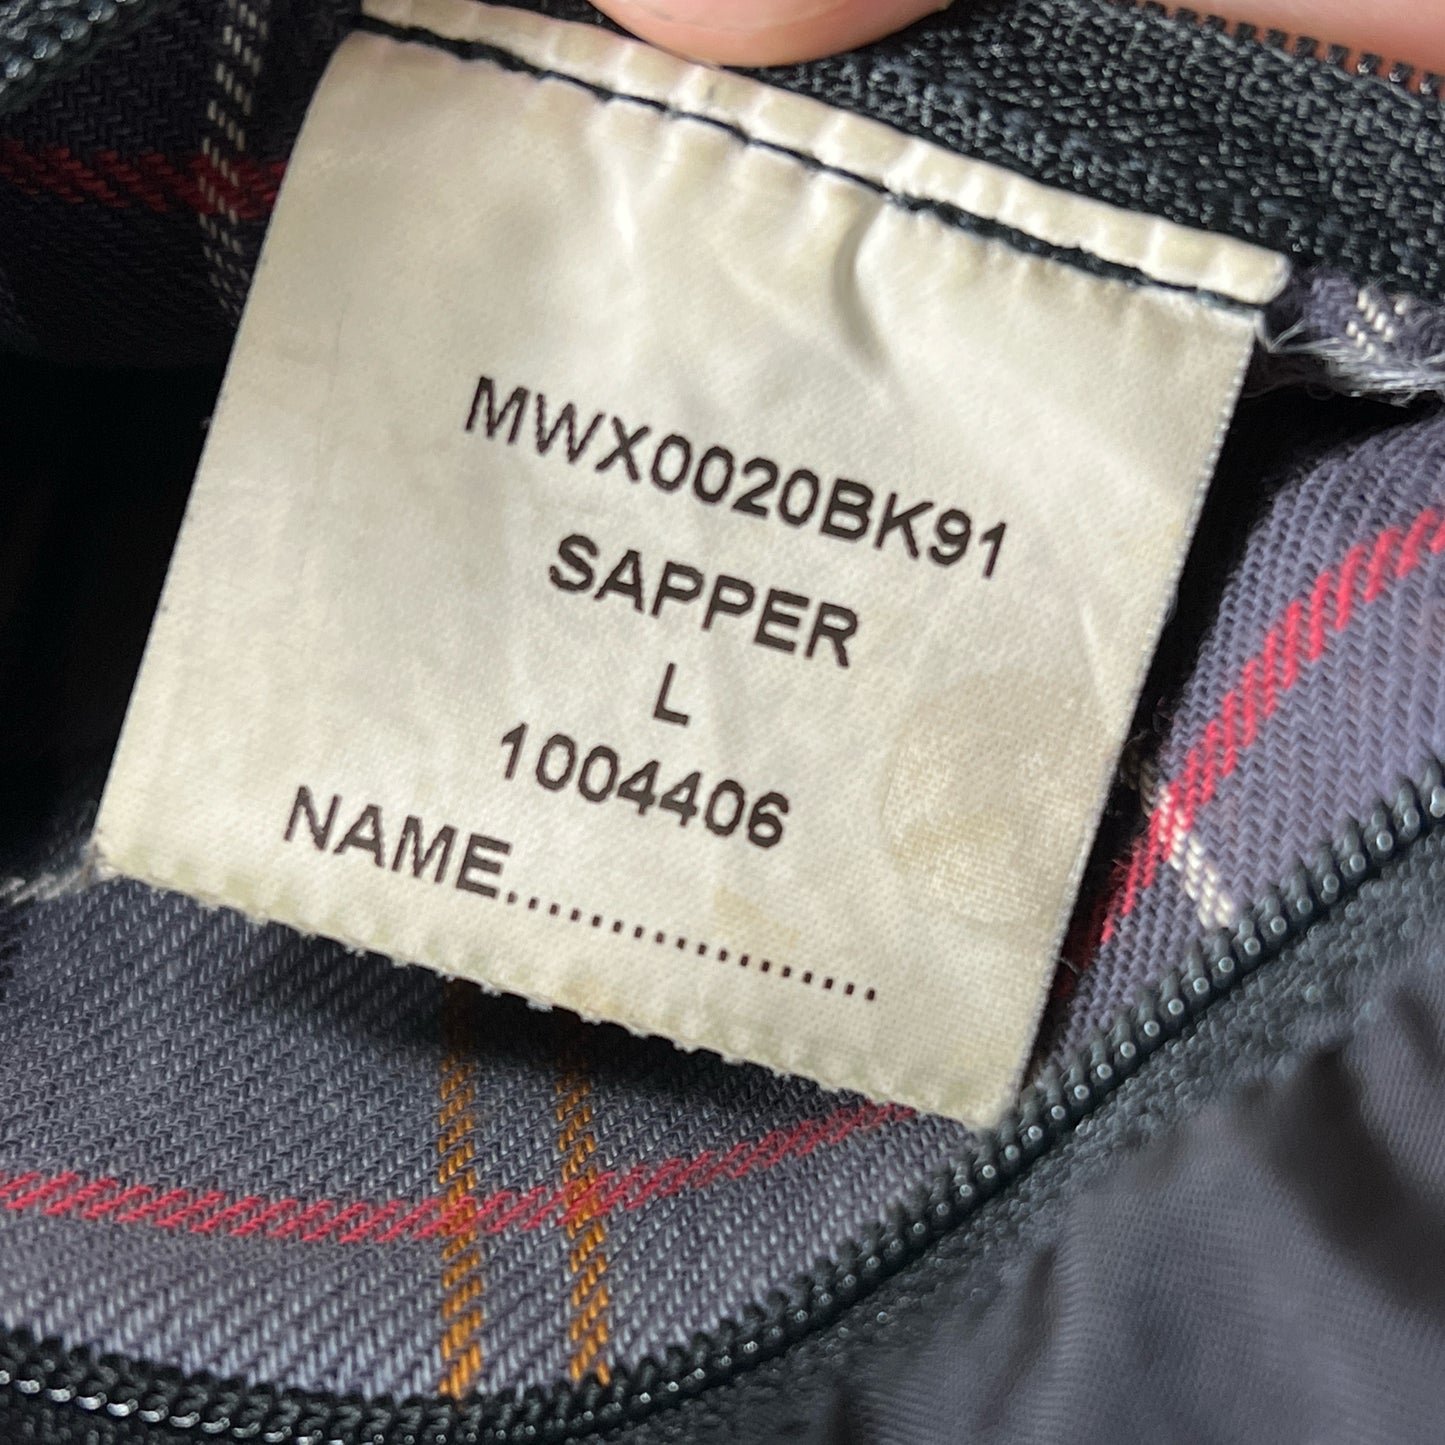 MWX0020BK91
SAPPER
L
1004406
NAME...........................